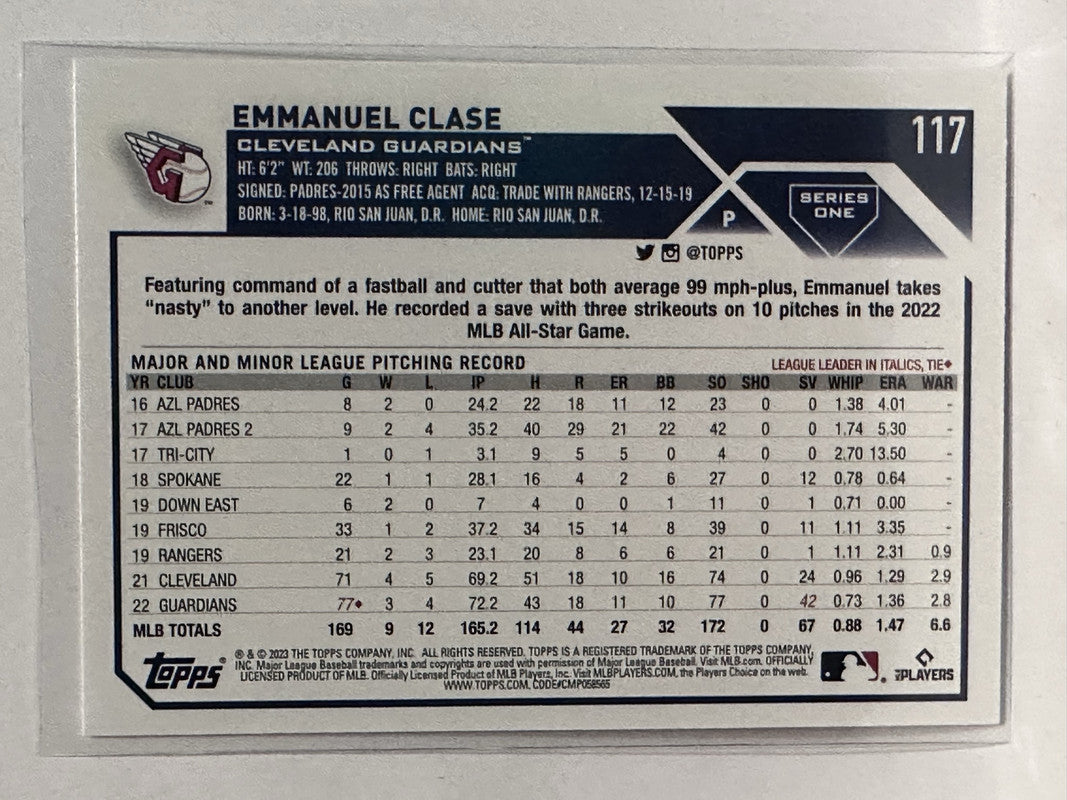 EMMANUEL CLASE
117
CLEVELAND GUARDIANS™
HT: 6'2" WT: 206 THROWS: RIGHT BATS: RIGHT
SIGNED: PADRES-2015 AS FREE AGENT ACQ: TRADE WITH RANGERS, 12-15-19
BORN: 3-18-98, RIO SAN JUAN, D.R. HOME: RIO SAN JUAN, D.R.
P
SERIES
ONE
@TOPPS
Featuring command of a fastball and cutter that both average 99 mph-plus, Emmanuel takes
"nasty" to another level. He recorded a save with three strikeouts on 10 pitches in the 2022
MLB All-Star Game.
MAJOR AND MINOR LEAGUE PITCHING RECORD LEAGUE LEADER IN ITALICS, TIE♦
YR CLUB G W L IP H R ER BB SO SHO SV WHIP ERA WAR
16 AZL PADRES 8 2 0 24.2 22 18 11 12 23 0 0 1.38 4.01 -
17 AZL PADRES 2 9 2 4 35.2 40 29 21 22 42 0 0 1.74 5.30 -
17 TRI-CITY 1 0 1 3.1 9 5 5 0 4 0 0 2.70 13.50 -
18 SPOKANE 22 1 1 28.1 16 4 2 6 27 0 12 0.78 0.64 -
19 DOWN EAST 6 2 0 7 4 0 0 1 11 0 1 0.71 0.00 -
19 FRISCO 33 1 2 37.2 34 15 14 8 39 0 11 1.11 3.35 -
19 RANGERS 21 2 3 23.1 20 8 6 6 21 0 1 1.11 2.31 0.9
21 CLEVELAND 71 4 5 69.2 51 18 10 16 74 0 24 0.96 1.29 2.9
22 GUARDIANS 77♦ 3 4 72.2 43 18 11 10 77 0 42 0.73 1.36 2.8
MLB TOTALS 169 9 12 165.2 114 44 27 32 172 0 67 0.88 1.47 6.6
Topps®
® & © 2023 THE TOPPS COMPANY, INC. ALL RIGHTS RESERVED. TOPPS IS A REGISTERED TRADEMARK OF THE TOPPS COMPANY,
INC. Major League Baseball trademarks and copyrights are used with permission of Major League Baseball. Visit MLB.com. OFFICIALLY
LICENSED PRODUCT OF MLB. Officially Licensed Product of MLB Players, Inc. Visit MLBPLAYERS.COM, the Players Choice on the web.
WWW.TOPPS.COM. CODE#CMP058565
MLB PLAYERS